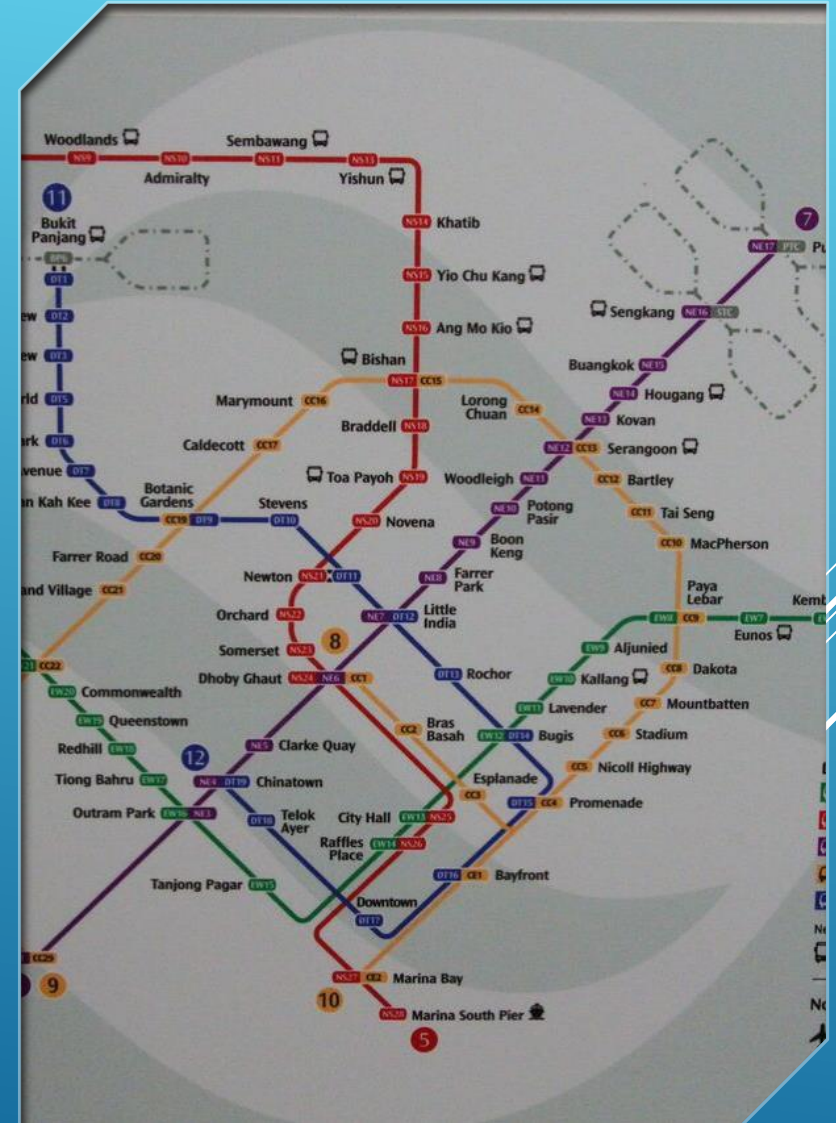 Woodlands
Sembawang
NS9 NS10 NS11 NS13
Admiralty
Yishun
11
Bukit
Panjang
7
NS14 Khatib
NE17 PTC
DP6
DT1
NS15 Yio Chu Kang
DT2
Sengkang NE16 STC
NS16 Ang Mo Kio
DT3
Bishan
Buangkok NE15
NS17 CC15
NE14 Hougang
DT5
Marymount CC16
Lorong
Chuan CC14
NE13 Kovan
Braddell NS18
DT6
Caldecott CC17
NE12 CC13 Serangoon
DT7
Toa Payoh NS19
Woodleigh NE11
CC12 Bartley
Botanic
Gardens
Stevens
DT8
NE10 Potong
Pasir
CC11 Tai Seng
CC19 DT9 DT10
NS20 Novena
NE9 Boon
Keng
CC10 MacPherson
Farrer Road CC20
Newton NS21 DT11
NE8 Farrer
Park
CC21
Paya
Lebar
Orchard NS22
NE7 DT12 Little
India
EW8 CC9 EW7
Eunos
8
Somerset NS23
EW9 Aljunied
CC22
Dhoby Ghaut NS24 NE6 CC1
DT13 Rochor
EW10 Kallang
CC8 Dakota
EW20 Commonwealth
EW11 Lavender
CC7 Mountbatten
EW19 Queenstown
CC2 Bras
Basah
EW12 DT14 Bugis
CC6 Stadium
Redhill EW18
NE5 Clarke Quay
12
CC5 Nicoll Highway
Tiong Bahru EW17
NE4 DT19 Chinatown
Esplanade
CC3
DT15 CC4 Promenade
Outram Park EW16 NE3
DT18 Telok
Ayer
City Hall EW13 NS25
Raffles
Place EW14 NS26
Tanjong Pagar EW15
DT16 CE1 Bayfront
Downtown
DT17
CC29
9
NS27 CE2 Marina Bay
10
NS28 Marina South Pier
5